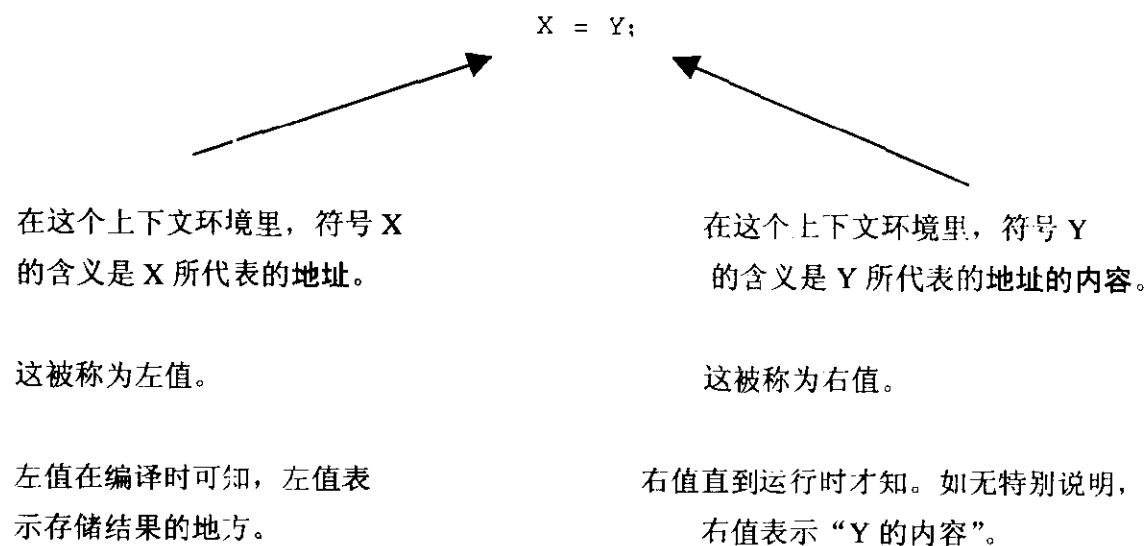 X = Y;
在这个上下文环境里，符号 X
的含义是 X 所代表的地址。
这被称为左值。
左值在编译时可知，左值表
示存储结果的地方。
在这个上下文环境里，符号 Y
的含义是 Y 所代表的地址的内容。
这被称为右值。
右值直到运行时才知。如无特别说明，
右值表示“Y 的内容”。